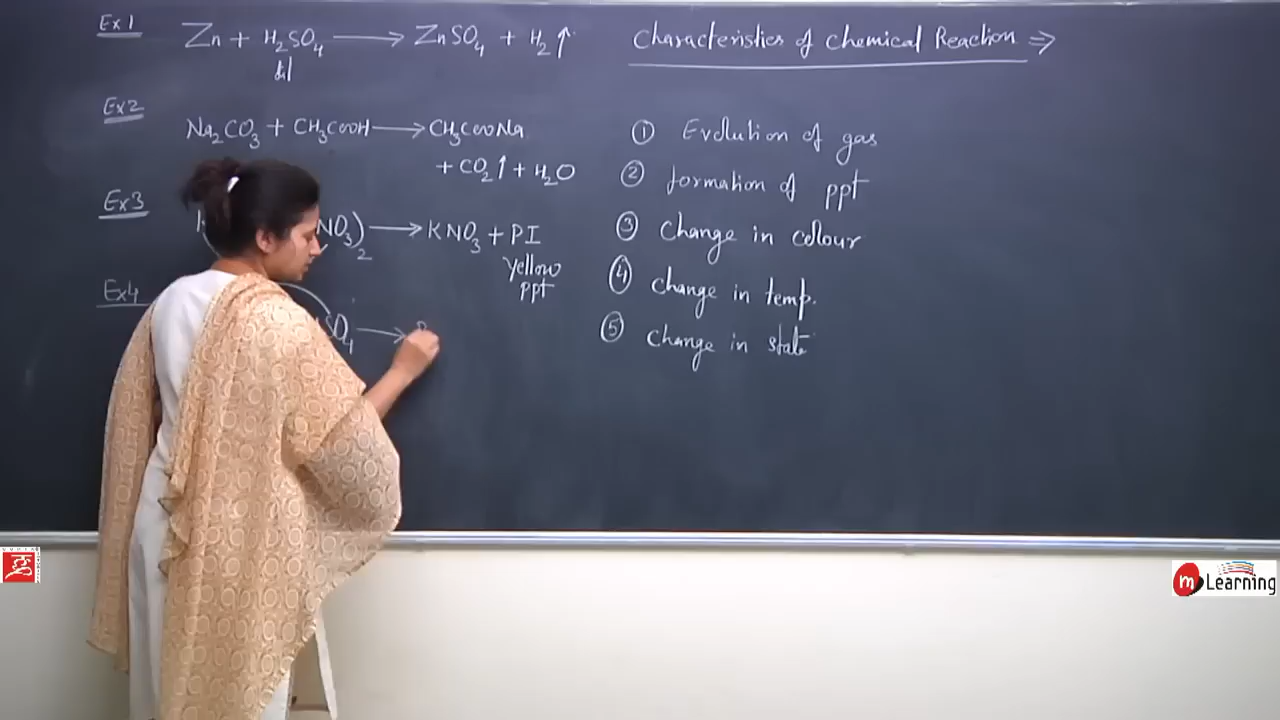 Ex1
Zn + H₂SO₄ ⟶ ZnSO₄ + H₂↑
dil
Ex2
Na₂CO₃ + CH₃COOH ⟶ CH₃COONa
+ CO₂↑ + H₂O
Ex3
NO₃)₂ ⟶ KNO₃ + PI
yellow
ppt
Ex4
SO₄ ⟶
Characteristics of Chemical Reaction ⇒
① Evolution of gas
② formation of ppt
③ change in colour
④ change in temp.
⑤ change in state
m Learning